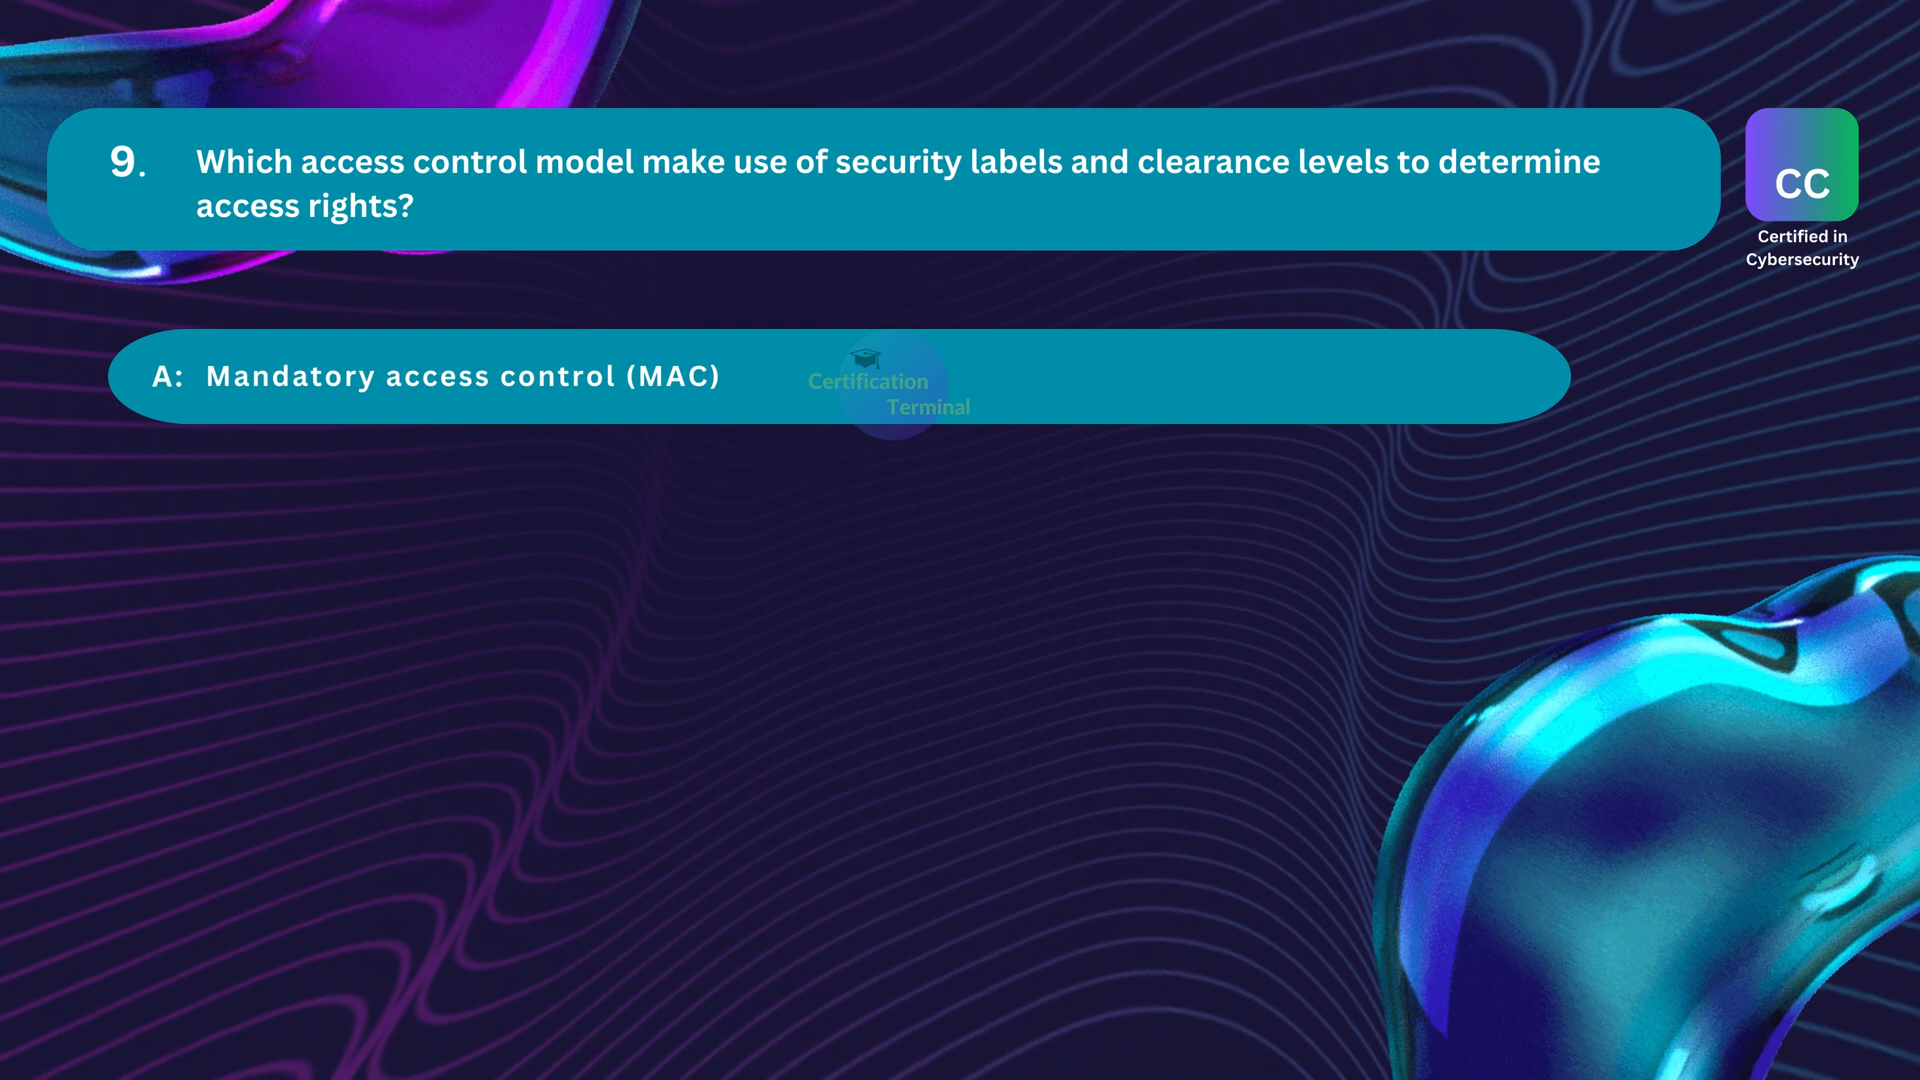 9. Which access control model make use of security labels and clearance levels to determine
access rights?
CC
Certified in
Cybersecurity
A: Mandatory access control (MAC)
Certification
Terminal